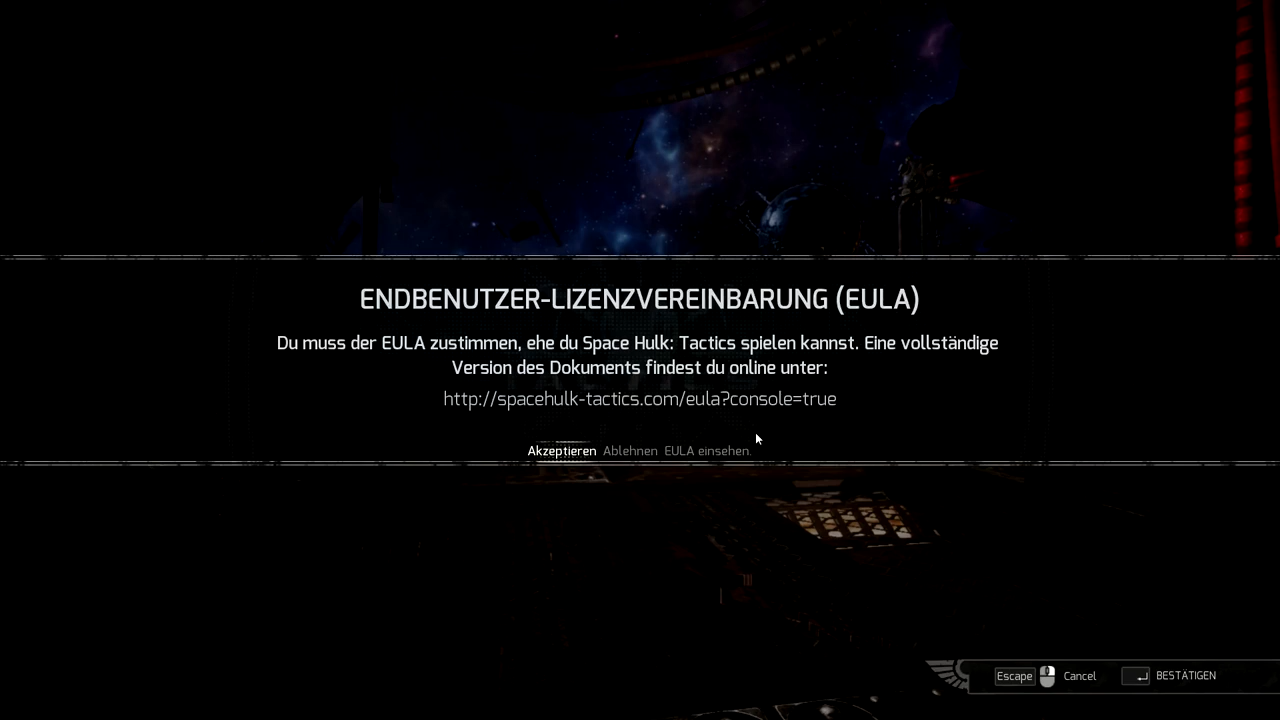 ENDBENUTZER-LIZENZVEREINBARUNG (EULA)
Du muss der EULA zustimmen, ehe du Space Hulk: Tactics spielen kannst. Eine vollständige
Version des Dokuments findest du online unter:
http://spacehulk-tactics.com/eula?console=true
Akzeptieren Ablehnen EULA einsehen.
Escape Cancel BESTÄTIGEN